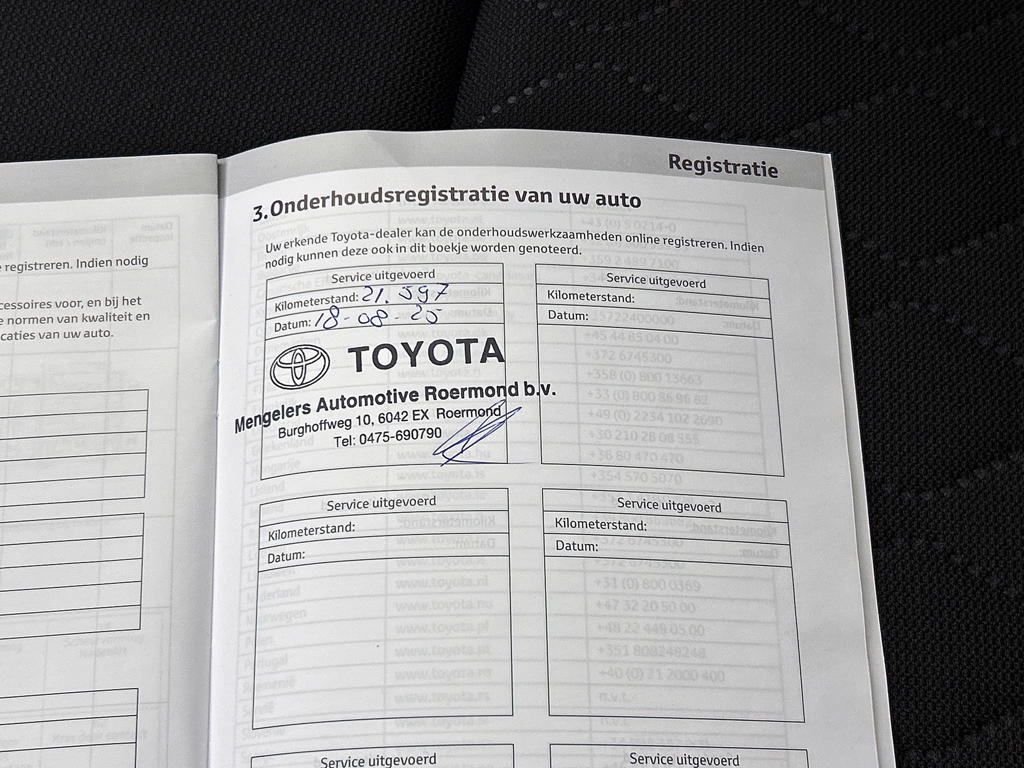 Registratie
3. Onderhoudsregistratie van uw auto
Uw erkende Toyota-dealer kan de onderhoudswerkzaamheden online registreren. Indien
nodig kunnen deze ook in dit boekje worden genoteerd.
Service uitgevoerd
Kilometerstand: 21.597
Datum: 18-08-25
TOYOTA
Mengelers Automotive Roermond b.v.
Burghoffweg 10, 6042 EX Roermond
Tel: 0475-690790
Service uitgevoerd
Kilometerstand:
Datum:
Service uitgevoerd
Kilometerstand:
Datum:
Service uitgevoerd
Kilometerstand:
Datum:
Service uitgevoerd
Service uitgevoerd
registreren. Indien nodig
cessoires voor, en bij het
e normen van kwaliteit en
caties van uw auto.